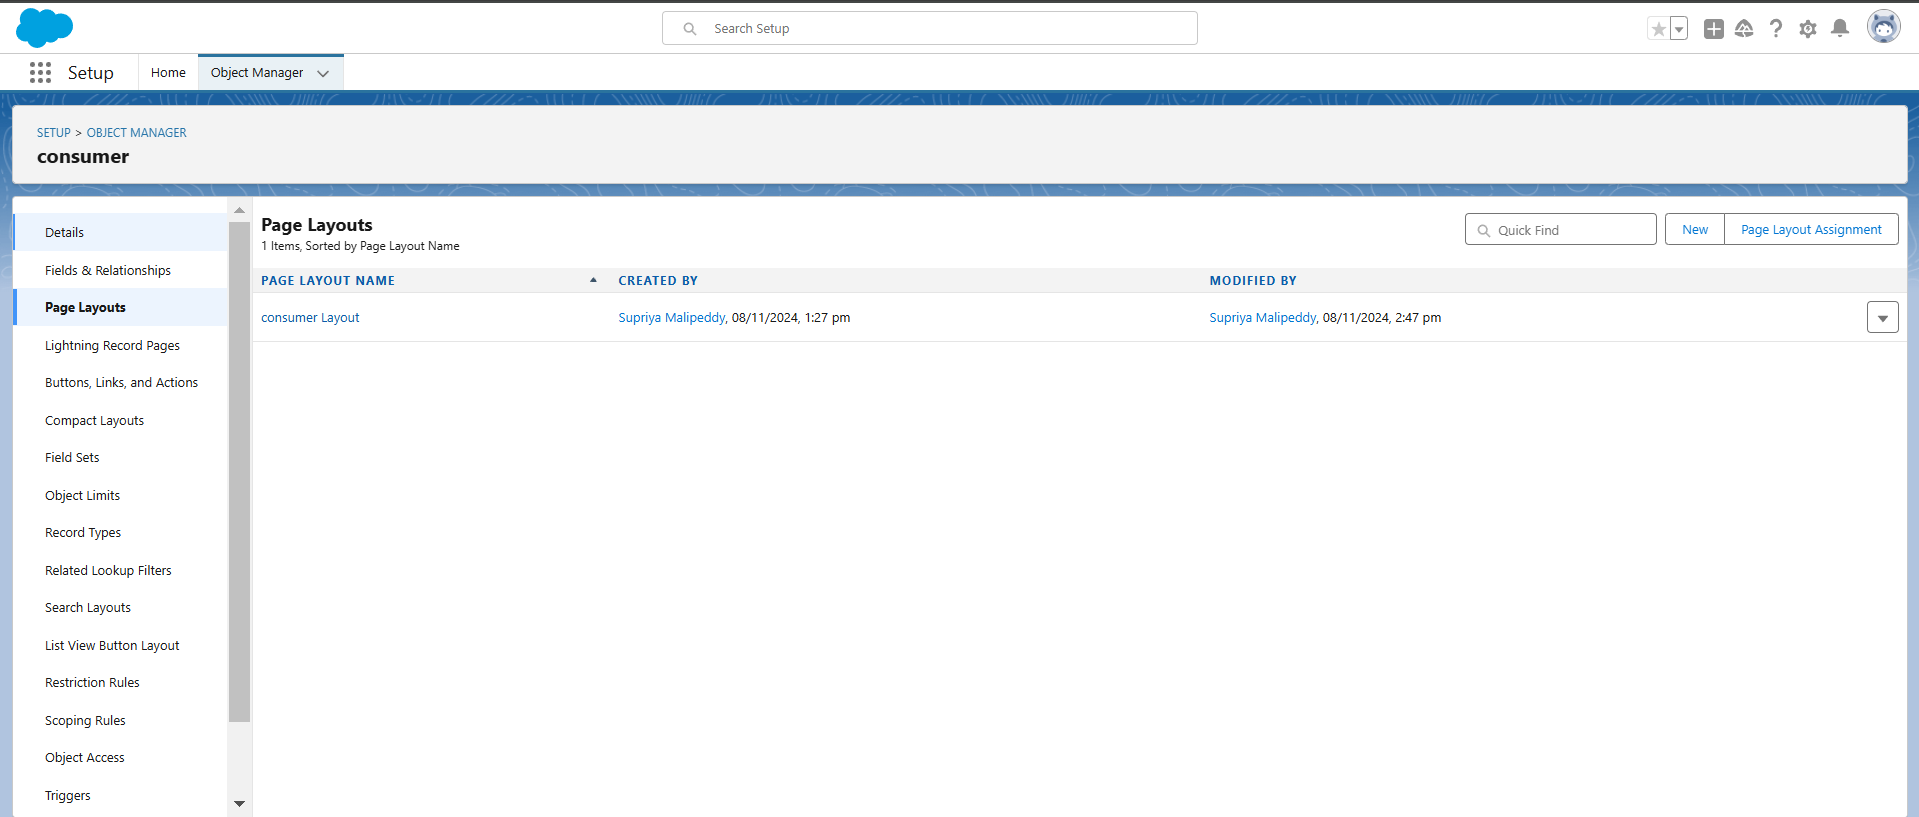 Search Setup
Setup
Home
Object Manager
SETUP > OBJECT MANAGER
consumer
Details
Fields & Relationships
Page Layouts
Lightning Record Pages
Buttons, Links, and Actions
Compact Layouts
Field Sets
Object Limits
Record Types
Related Lookup Filters
Search Layouts
List View Button Layout
Restriction Rules
Scoping Rules
Object Access
Triggers
Page Layouts
1 Items, Sorted by Page Layout Name
Quick Find
New
Page Layout Assignment
PAGE LAYOUT NAME CREATED BY MODIFIED BY
consumer Layout Supriya Malipeddy, 08/11/2024, 1:27 pm Supriya Malipeddy, 08/11/2024, 2:47 pm